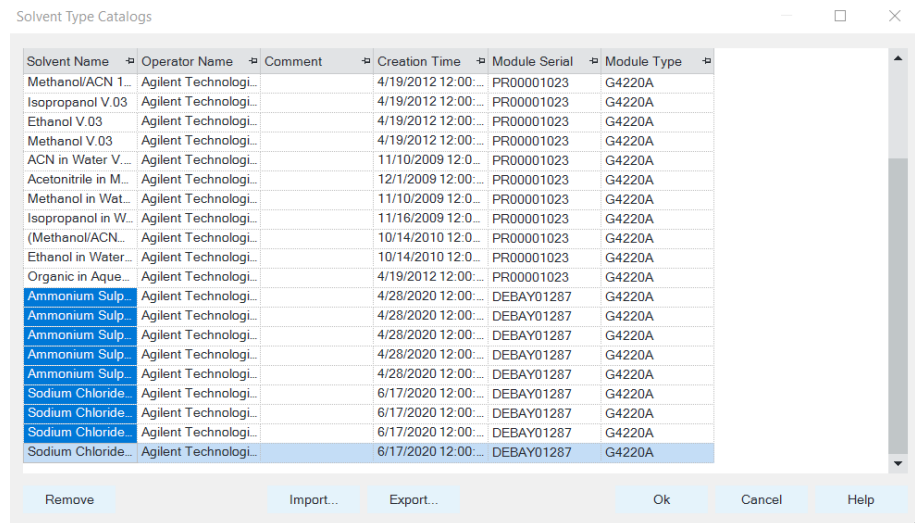 Solvent Type Catalogs
Solvent Name Operator Name Comment Creation Time Module Serial Module Type
Methanol/ACN 1... Agilent Technologi... 4/19/2012 12:00:... PR00001023 G4220A
Isopropanol V.03 Agilent Technologi... 4/19/2012 12:00:... PR00001023 G4220A
Ethanol V.03 Agilent Technologi... 4/19/2012 12:00:... PR00001023 G4220A
Methanol V.03 Agilent Technologi... 4/19/2012 12:00:... PR00001023 G4220A
ACN in Water V.... Agilent Technologi... 11/10/2009 12:0... PR00001023 G4220A
Acetonitrile in M... Agilent Technologi... 12/1/2009 12:00:... PR00001023 G4220A
Methanol in Wat... Agilent Technologi... 11/10/2009 12:0... PR00001023 G4220A
Isopropanol in W... Agilent Technologi... 11/16/2009 12:0... PR00001023 G4220A
(Methanol/ACN... Agilent Technologi... 10/14/2010 12:0... PR00001023 G4220A
Ethanol in Water... Agilent Technologi... 10/14/2010 12:0... PR00001023 G4220A
Organic in Aque... Agilent Technologi... 4/19/2012 12:00:... PR00001023 G4220A
Ammonium Sulp... Agilent Technologi... 4/28/2020 12:00:... DEBAY01287 G4220A
Ammonium Sulp... Agilent Technologi... 4/28/2020 12:00:... DEBAY01287 G4220A
Ammonium Sulp... Agilent Technologi... 4/28/2020 12:00:... DEBAY01287 G4220A
Ammonium Sulp... Agilent Technologi... 4/28/2020 12:00:... DEBAY01287 G4220A
Ammonium Sulp... Agilent Technologi... 4/28/2020 12:00:... DEBAY01287 G4220A
Sodium Chloride... Agilent Technologi... 6/17/2020 12:00:... DEBAY01287 G4220A
Sodium Chloride... Agilent Technologi... 6/17/2020 12:00:... DEBAY01287 G4220A
Sodium Chloride... Agilent Technologi... 6/17/2020 12:00:... DEBAY01287 G4220A
Sodium Chloride... Agilent Technologi... 6/17/2020 12:00:... DEBAY01287 G4220A
Remove Import... Export... Ok Cancel Help